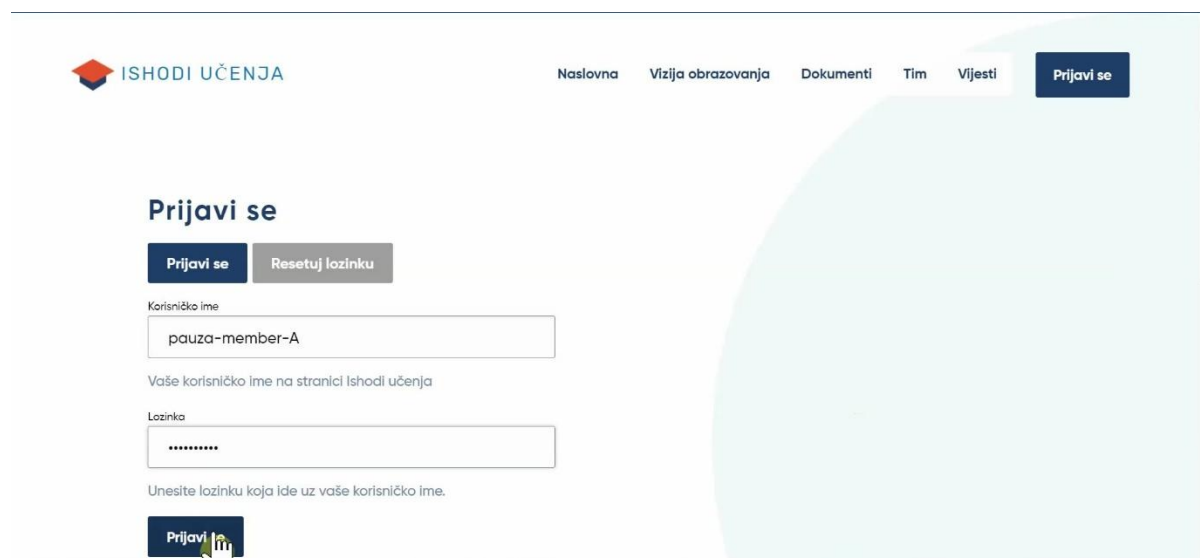 ISHODI UČENJA
Naslovna Vizija obrazovanja Dokumenti Tim Vijesti Prijavi se
Prijavi se
Prijavi se Resetuj lozinku
Korisničko ime
pauza-member-A
Vaše korisničko ime na stranici Ishodi učenja
Lozinka
••••••••••
Unesite lozinku koja ide uz vaše korisničko ime.
Prijavi